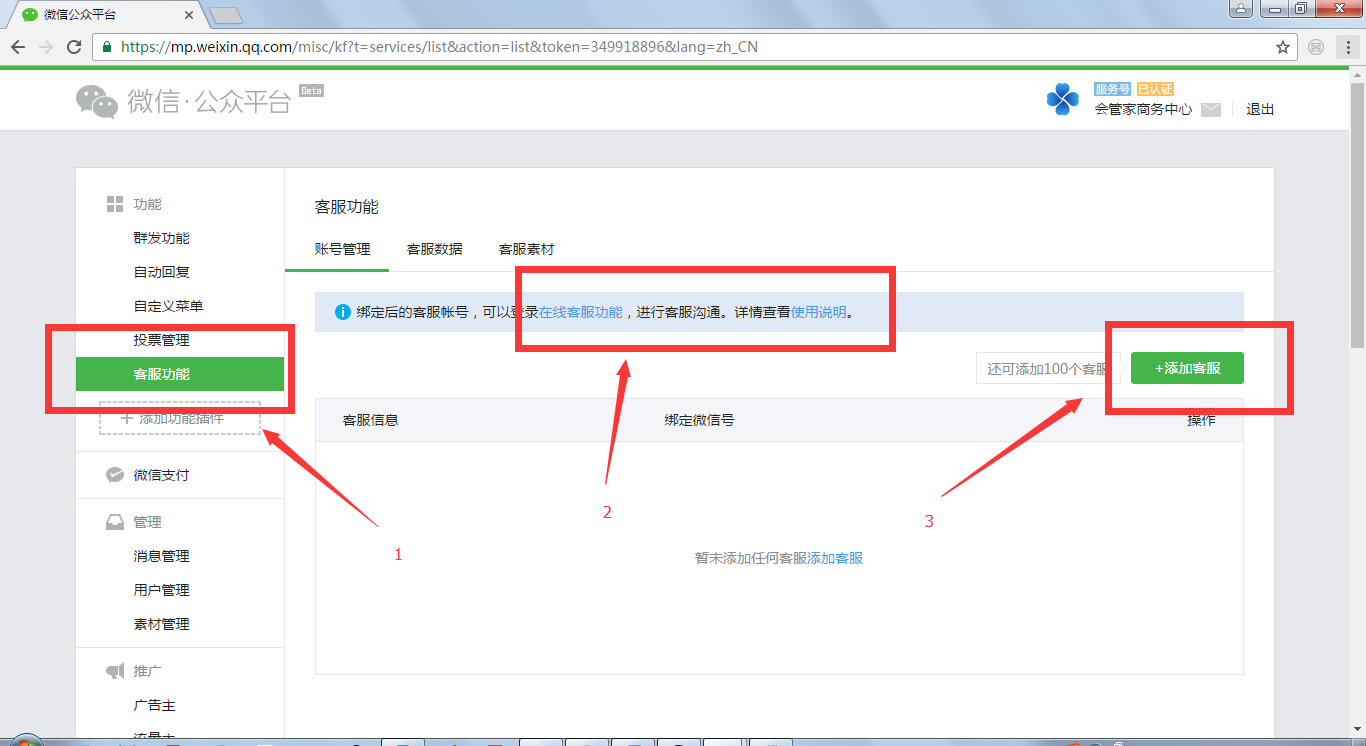 微信公众平台
https://mp.weixin.qq.com/misc/kf?t=services/list&action=list&token=349918896&lang=zh_CN
微信·公众平台 Beta
服务号 已认证
会管家商务中心 退出
功能
群发功能
自动回复
自定义菜单
投票管理
客服功能
+ 添加功能插件
微信支付
管理
消息管理
用户管理
素材管理
推广
广告主
流量主
客服功能
账号管理 客服数据 客服素材
绑定后的客服帐号，可以登录在线客服功能，进行客服沟通。详情查看使用说明。
还可添加100个客服 +添加客服
客服信息 绑定微信号 操作
暂未添加任何客服添加客服
1
2
3